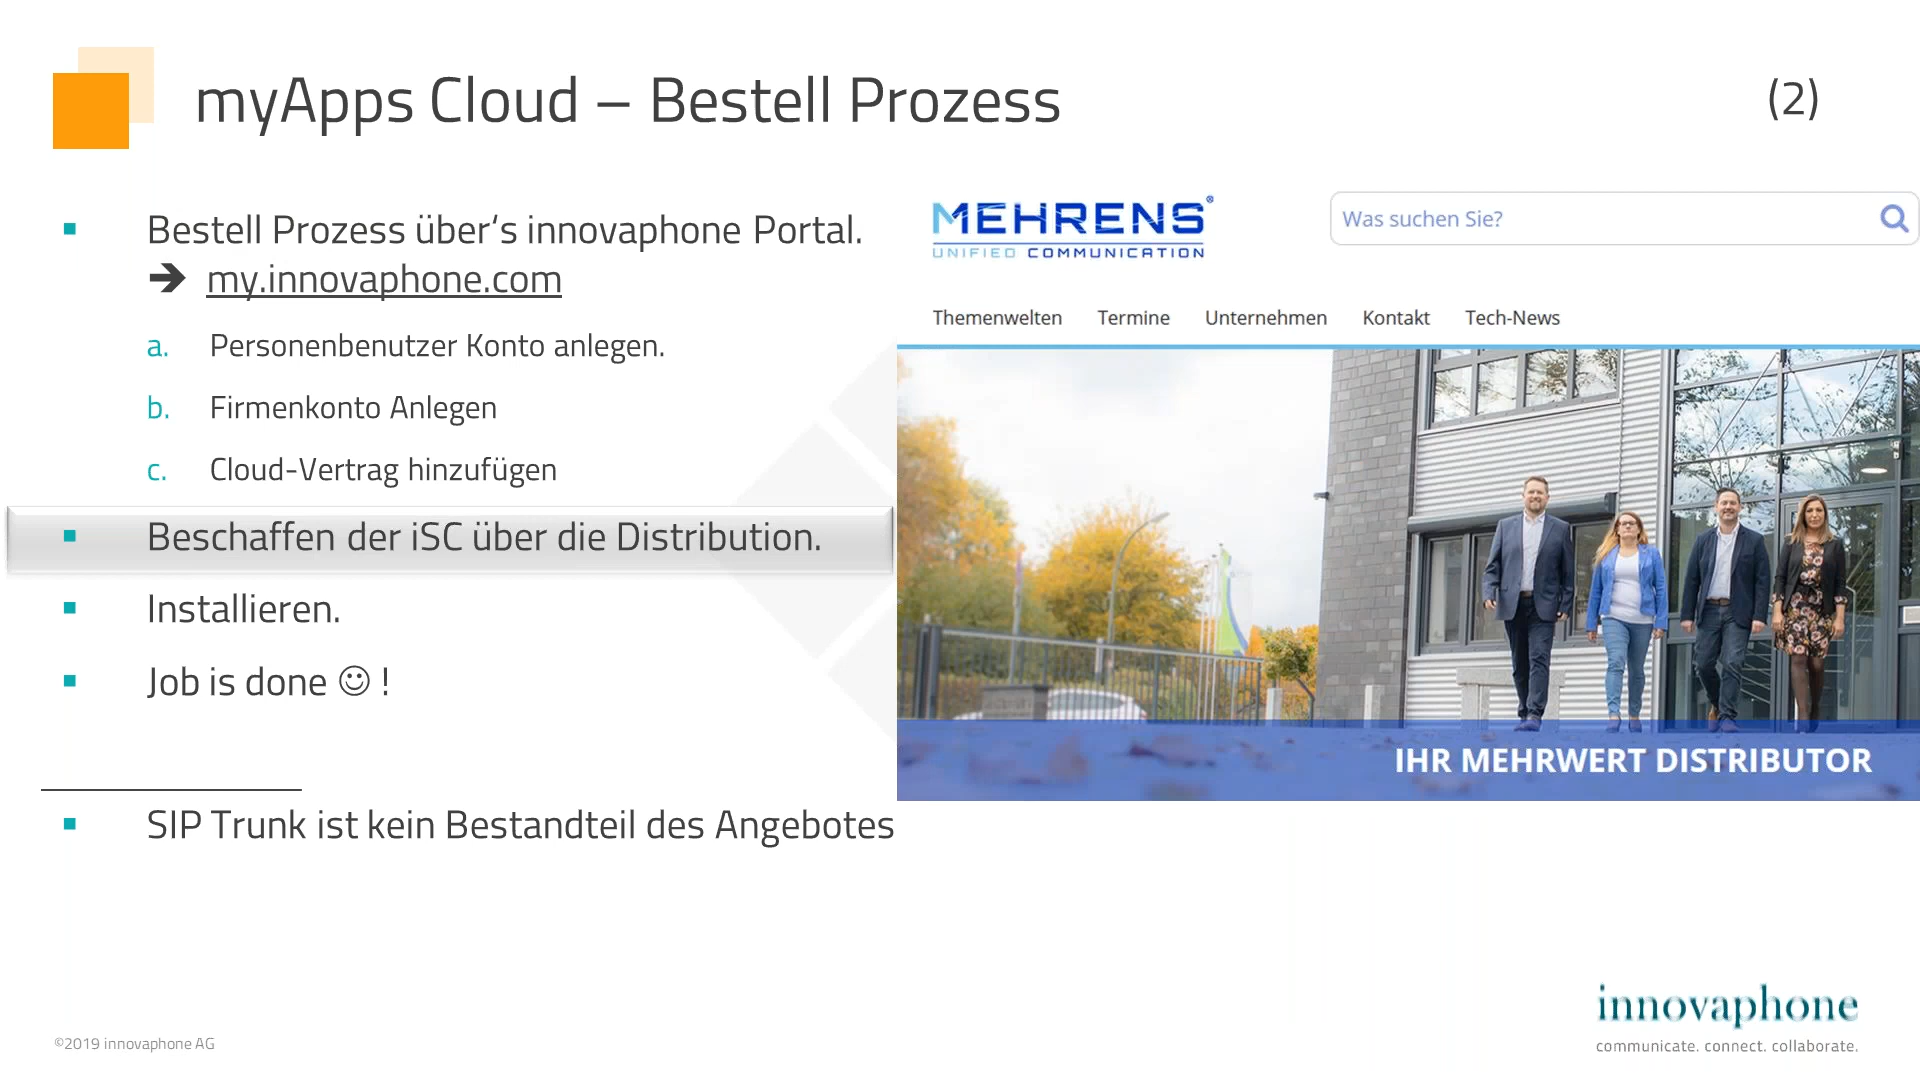 myApps Cloud – Bestell Prozess
(2)
Bestell Prozess über‘s innovaphone Portal.
➔ my.innovaphone.com
a. Personenbenutzer Konto anlegen.
b. Firmenkonto Anlegen
c. Cloud-Vertrag hinzufügen
Beschaffen der iSC über die Distribution.
Installieren.
Job is done ☺ !
SIP Trunk ist kein Bestandteil des Angebotes
MEHRENS®
UNIFIED COMMUNICATION
Was suchen Sie?
Themenwelten Termine Unternehmen Kontakt Tech-News
IHR MEHRWERT DISTRIBUTOR
©2019 innovaphone AG
innovaphone
communicate. connect. collaborate.